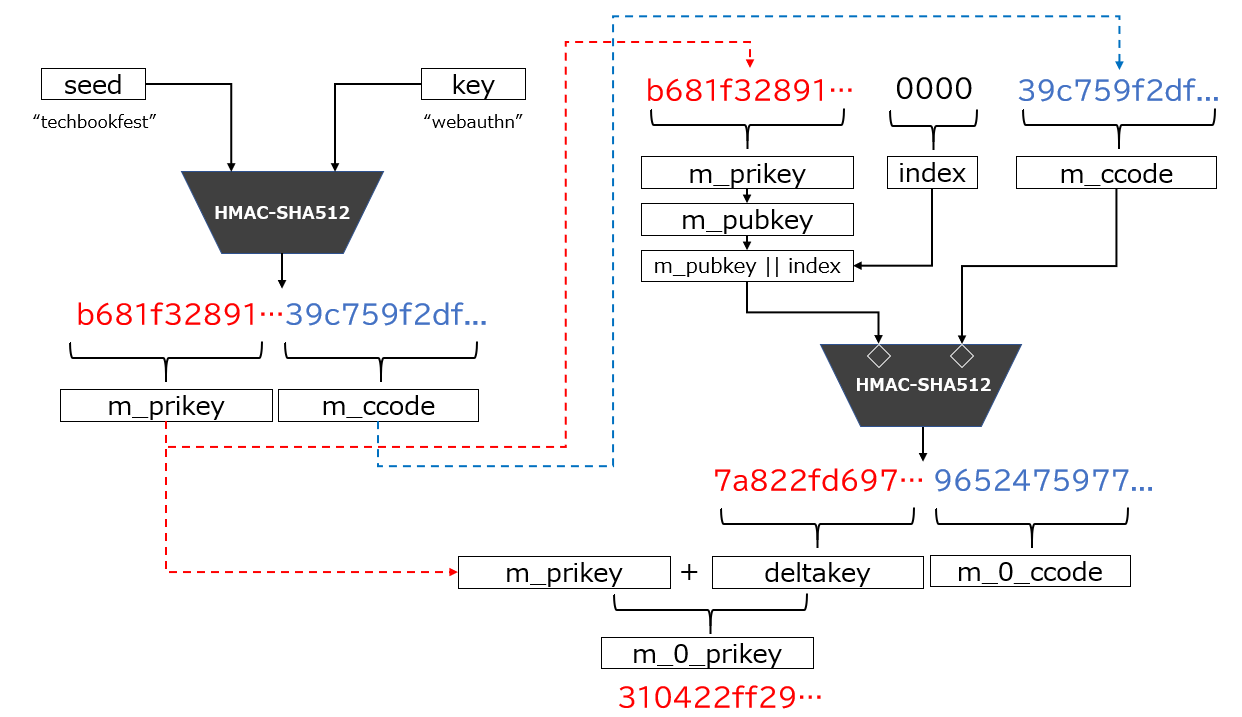 seed
“techbookfest”
key
“webauthn”
HMAC-SHA512
b681f32891…39c759f2df...
m_prikey
m_ccode
b681f32891…
0000
39c759f2df...
m_prikey
index
m_ccode
m_pubkey
m_pubkey || index
HMAC-SHA512
7a822fd697… 9652475977...
m_prikey + deltakey
m_0_ccode
m_0_prikey
310422ff29…